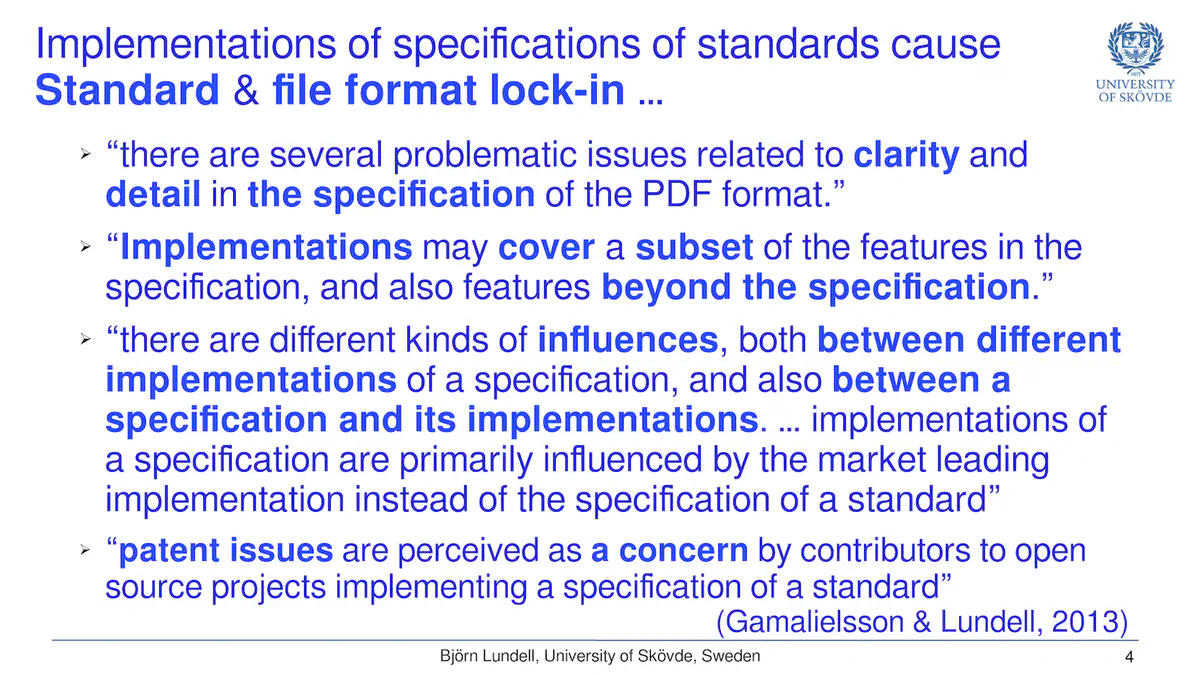 Implementations of specifications of standards cause
Standard & file format lock-in ...
UNIVERSITY
OF SKÖVDE
➢ “there are several problematic issues related to clarity and
detail in the specification of the PDF format.”
➢ “Implementations may cover a subset of the features in the
specification, and also features beyond the specification.”
➢ “there are different kinds of influences, both between different
implementations of a specification, and also between a
specification and its implementations. ... implementations of
a specification are primarily influenced by the market leading
implementation instead of the specification of a standard”
➢ “patent issues are perceived as a concern by contributors to open
source projects implementing a specification of a standard”
(Gamalielsson & Lundell, 2013)
Björn Lundell, University of Skövde, Sweden
4